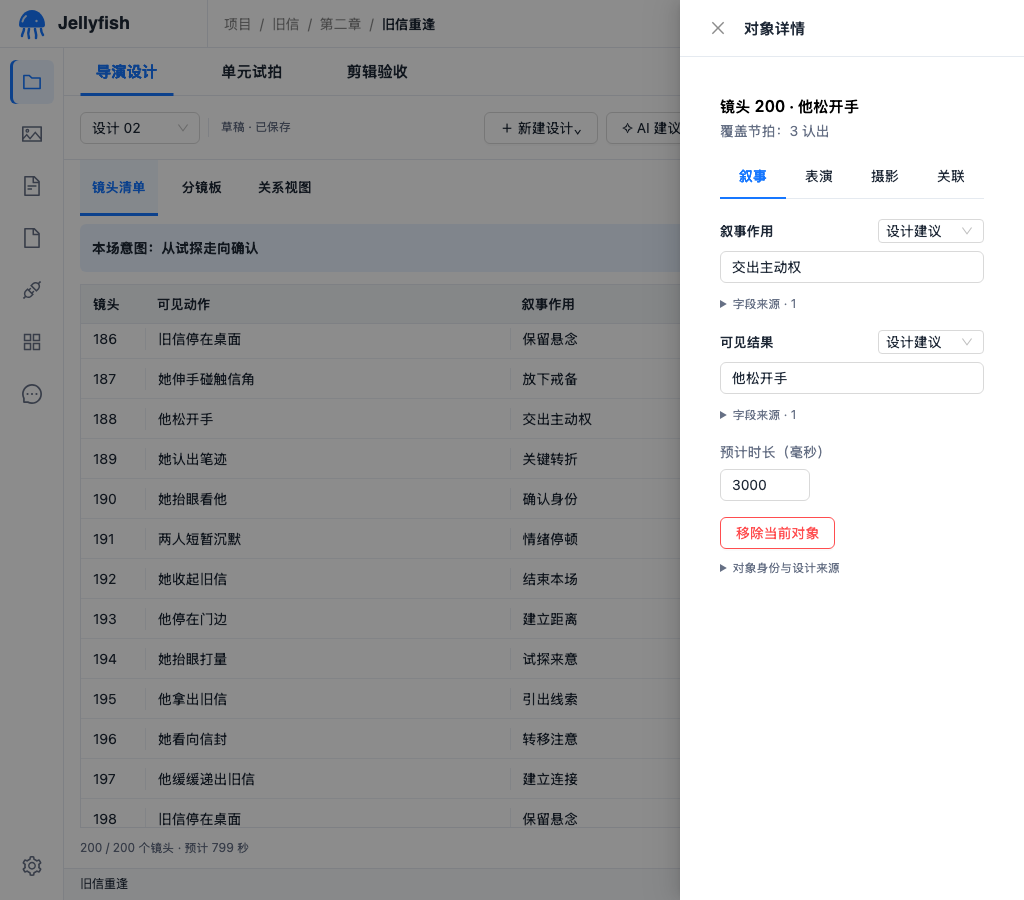 Jellyfish
项目 / 旧信 / 第二章 / 旧信重逢
导演设计 单元试拍 剪辑验收
设计 02 草稿 · 已保存 + 新建设计 AI 建议
镜头清单 分镜板 关系视图
本场意图：从试探走向确认
镜头 可见动作 叙事作用
186 旧信停在桌面 保留悬念
187 她伸手碰触信角 放下戒备
188 他松开手 交出主动权
189 她认出笔迹 关键转折
190 她抬眼看他 确认身份
191 两人短暂沉默 情绪停顿
192 她收起旧信 结束本场
193 他停在门边 建立距离
194 她抬眼打量 试探来意
195 他拿出旧信 引出线索
196 她看向信封 转移注意
197 他缓缓递出旧信 建立连接
198 旧信停在桌面 保留悬念
200 / 200 个镜头 · 预计 799 秒
旧信重逢
对象详情
镜头 200 · 他松开手
覆盖节拍：3 认出
叙事 表演 摄影 关联
叙事作用 设计建议
交出主动权
字段来源 · 1
可见结果 设计建议
他松开手
字段来源 · 1
预计时长（毫秒）
3000
移除当前对象
对象身份与设计来源